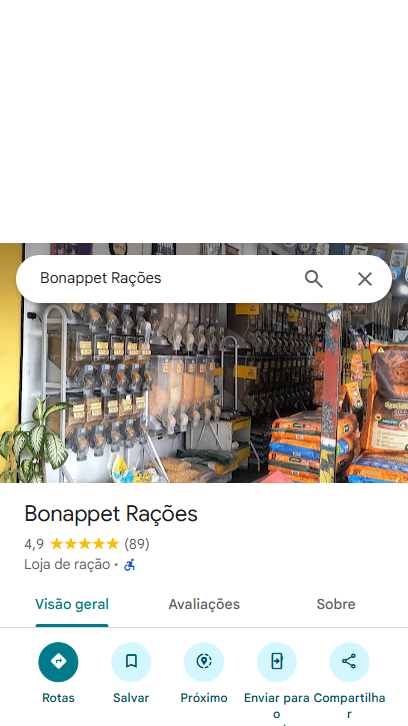 Bonappet Rações
Bonappet Rações
4,9 (89)
Loja de ração ·
Visão geral Avaliações Sobre
Rotas Salvar Próximo Enviar para o Compartilhar